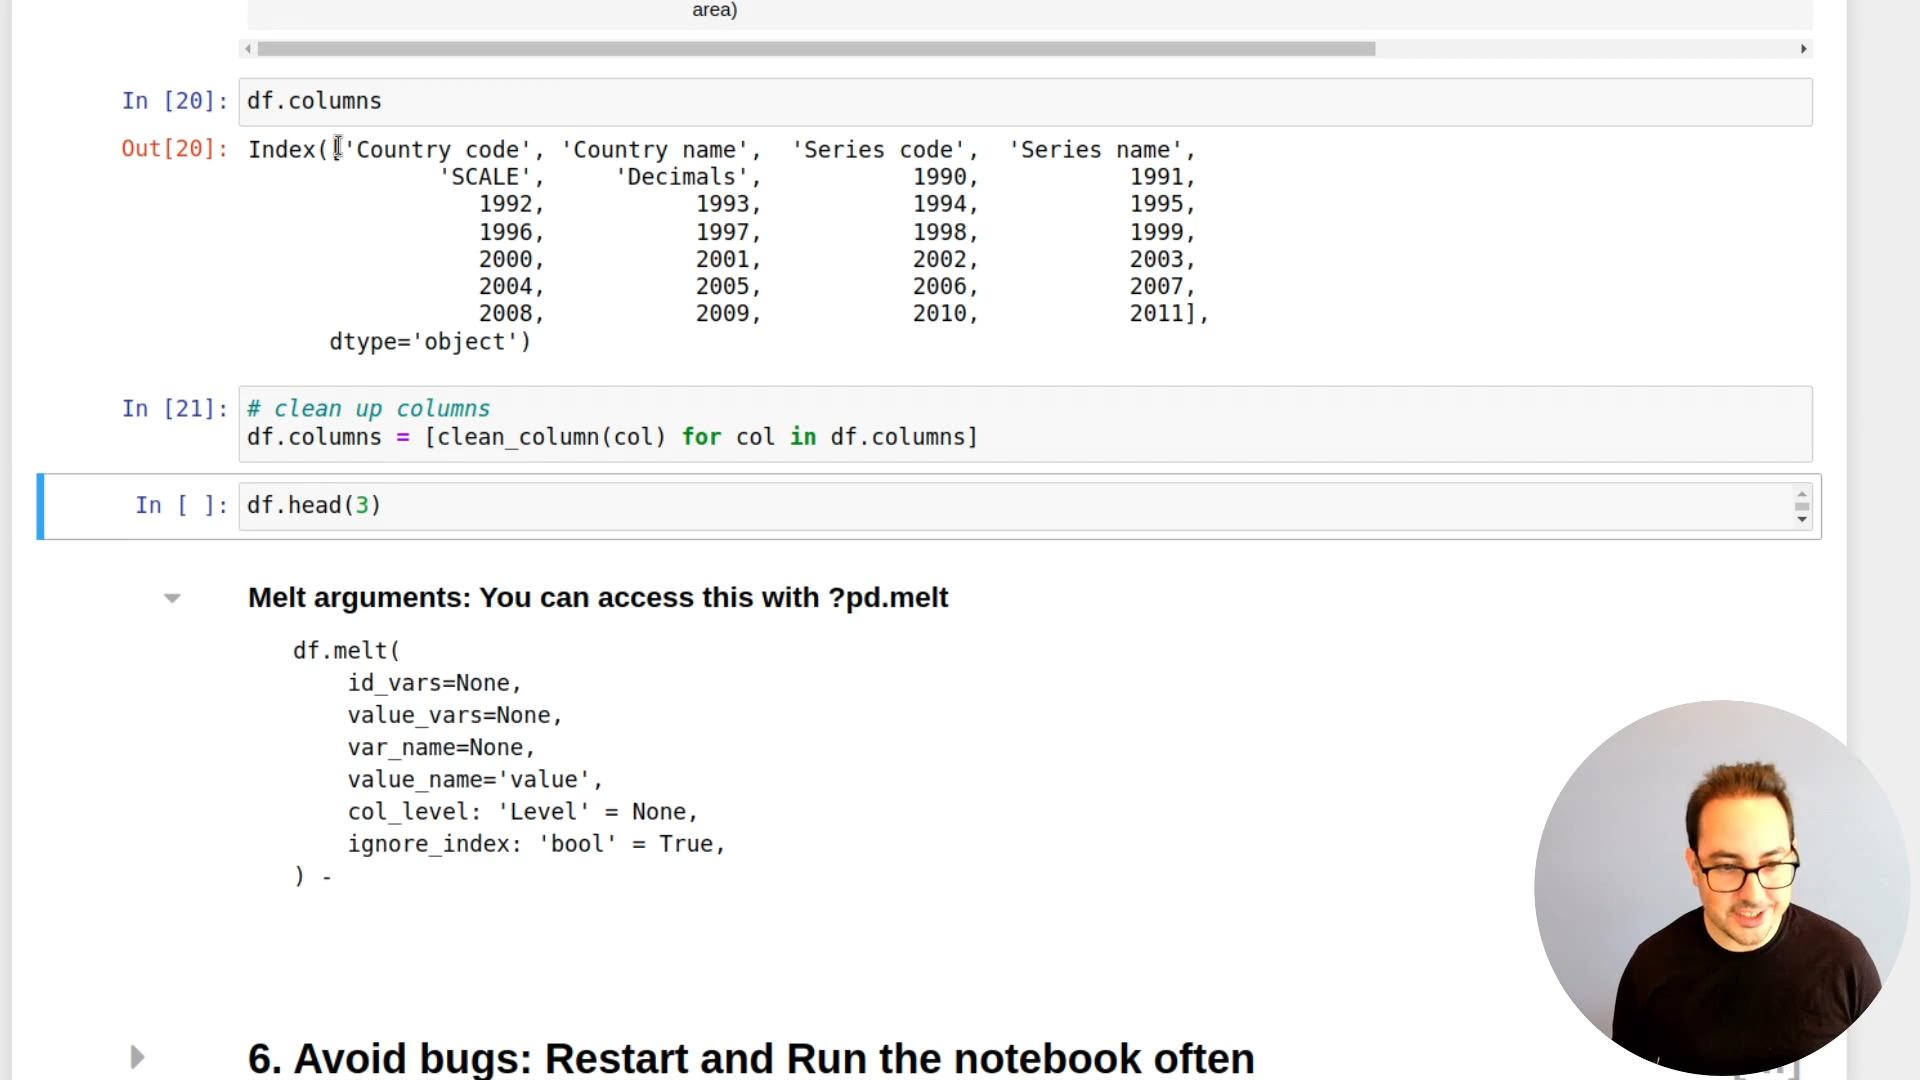 area)
In [20]: df.columns
Out[20]: Index(['Country code', 'Country name', 'Series code', 'Series name',
'SCALE', 'Decimals', 1990, 1991,
1992, 1993, 1994, 1995,
1996, 1997, 1998, 1999,
2000, 2001, 2002, 2003,
2004, 2005, 2006, 2007,
2008, 2009, 2010, 2011],
dtype='object')
In [21]: # clean up columns
df.columns = [clean_column(col) for col in df.columns]
In [ ]: df.head(3)
Melt arguments: You can access this with ?pd.melt
df.melt(
id_vars=None,
value_vars=None,
var_name=None,
value_name='value',
col_level: 'Level' = None,
ignore_index: 'bool' = True,
) -
6. Avoid bugs: Restart and Run the notebook often